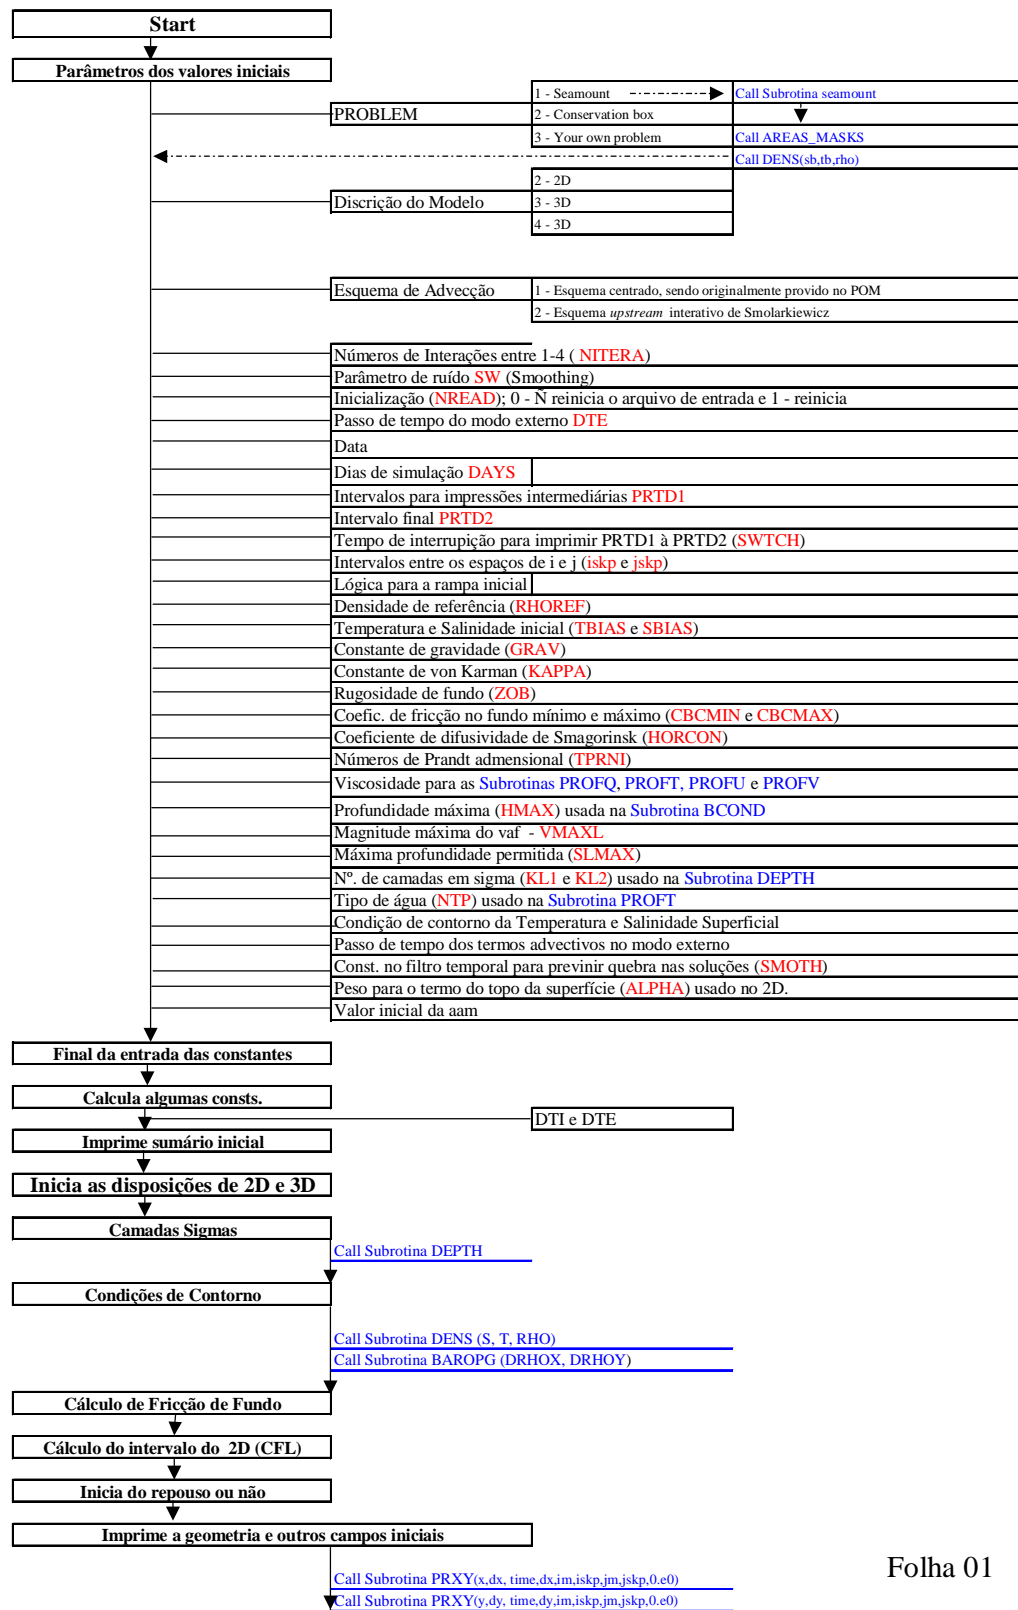 Start
Parâmetros dos valores iniciais
1 - Seamount
Call Subrotina seamount
PROBLEM
2 - Conservation box
3 - Your own problem
Call AREAS_MASKS
Call DENS(sb,tb,rho)
2 - 2D
Discrição do Modelo
3 - 3D
4 - 3D
Esquema de Advecção
1 - Esquema centrado, sendo originalmente provido no POM
2 - Esquema upstream interativo de Smolarkiewicz
Números de Interações entre 1-4 ( NITERA)
Parâmetro de ruído SW (Smoothing)
Inicialização (NREAD); 0 - Ñ reinicia o arquivo de entrada e 1 - reinicia
Passo de tempo do modo externo DTE
Data
Dias de simulação DAYS
Intervalos para impressões intermediárias PRTD1
Intervalo final PRTD2
Tempo de interrupição para imprimir PRTD1 à PRTD2 (SWTCH)
Intervalos entre os espaços de i e j (iskp e jskp)
Lógica para a rampa inicial
Densidade de referência (RHOREF)
Temperatura e Salinidade inicial (TBIAS e SBIAS)
Constante de gravidade (GRAV)
Constante de von Karman (KAPPA)
Rugosidade de fundo (ZOB)
Coefic. de fricção no fundo mínimo e máximo (CBCMIN e CBCMAX)
Coeficiente de difusividade de Smagorinsk (HORCON)
Números de Prandt admensional (TPRNI)
Viscosidade para as Subrotinas PROFQ, PROFT, PROFU e PROFV
Profundidade máxima (HMAX) usada na Subrotina BCOND
Magnitude máxima do vaf - VMAXL
Máxima profundidade permitida (SLMAX)
Nº. de camadas em sigma (KL1 e KL2) usado na Subrotina DEPTH
Tipo de água (NTP) usado na Subrotina PROFT
Condição de contorno da Temperatura e Salinidade Superficial
Passo de tempo dos termos advectivos no modo externo
Const. no filtro temporal para previnir quebra nas soluções (SMOTH)
Peso para o termo do topo da superfície (ALPHA) usado no 2D.
Valor inicial da aam
Final da entrada das constantes
Calcula algumas consts.
DTI e DTE
Imprime sumário inicial
Inicia as disposições de 2D e 3D
Camadas Sigmas
Call Subrotina DEPTH
Condições de Contorno
Call Subrotina DENS (S, T, RHO)
Call Subrotina BAROPG (DRHOX, DRHOY)
Cálculo de Fricção de Fundo
Cálculo do intervalo do 2D (CFL)
Inicia do repouso ou não
Imprime a geometria e outros campos iniciais
Call Subrotina PRXY(x,dx, time,dx,im,iskp,jm,jskp,0.e0)
Call Subrotina PRXY(y,dy, time,dy,im,iskp,jm,jskp,0.e0)
Folha 01